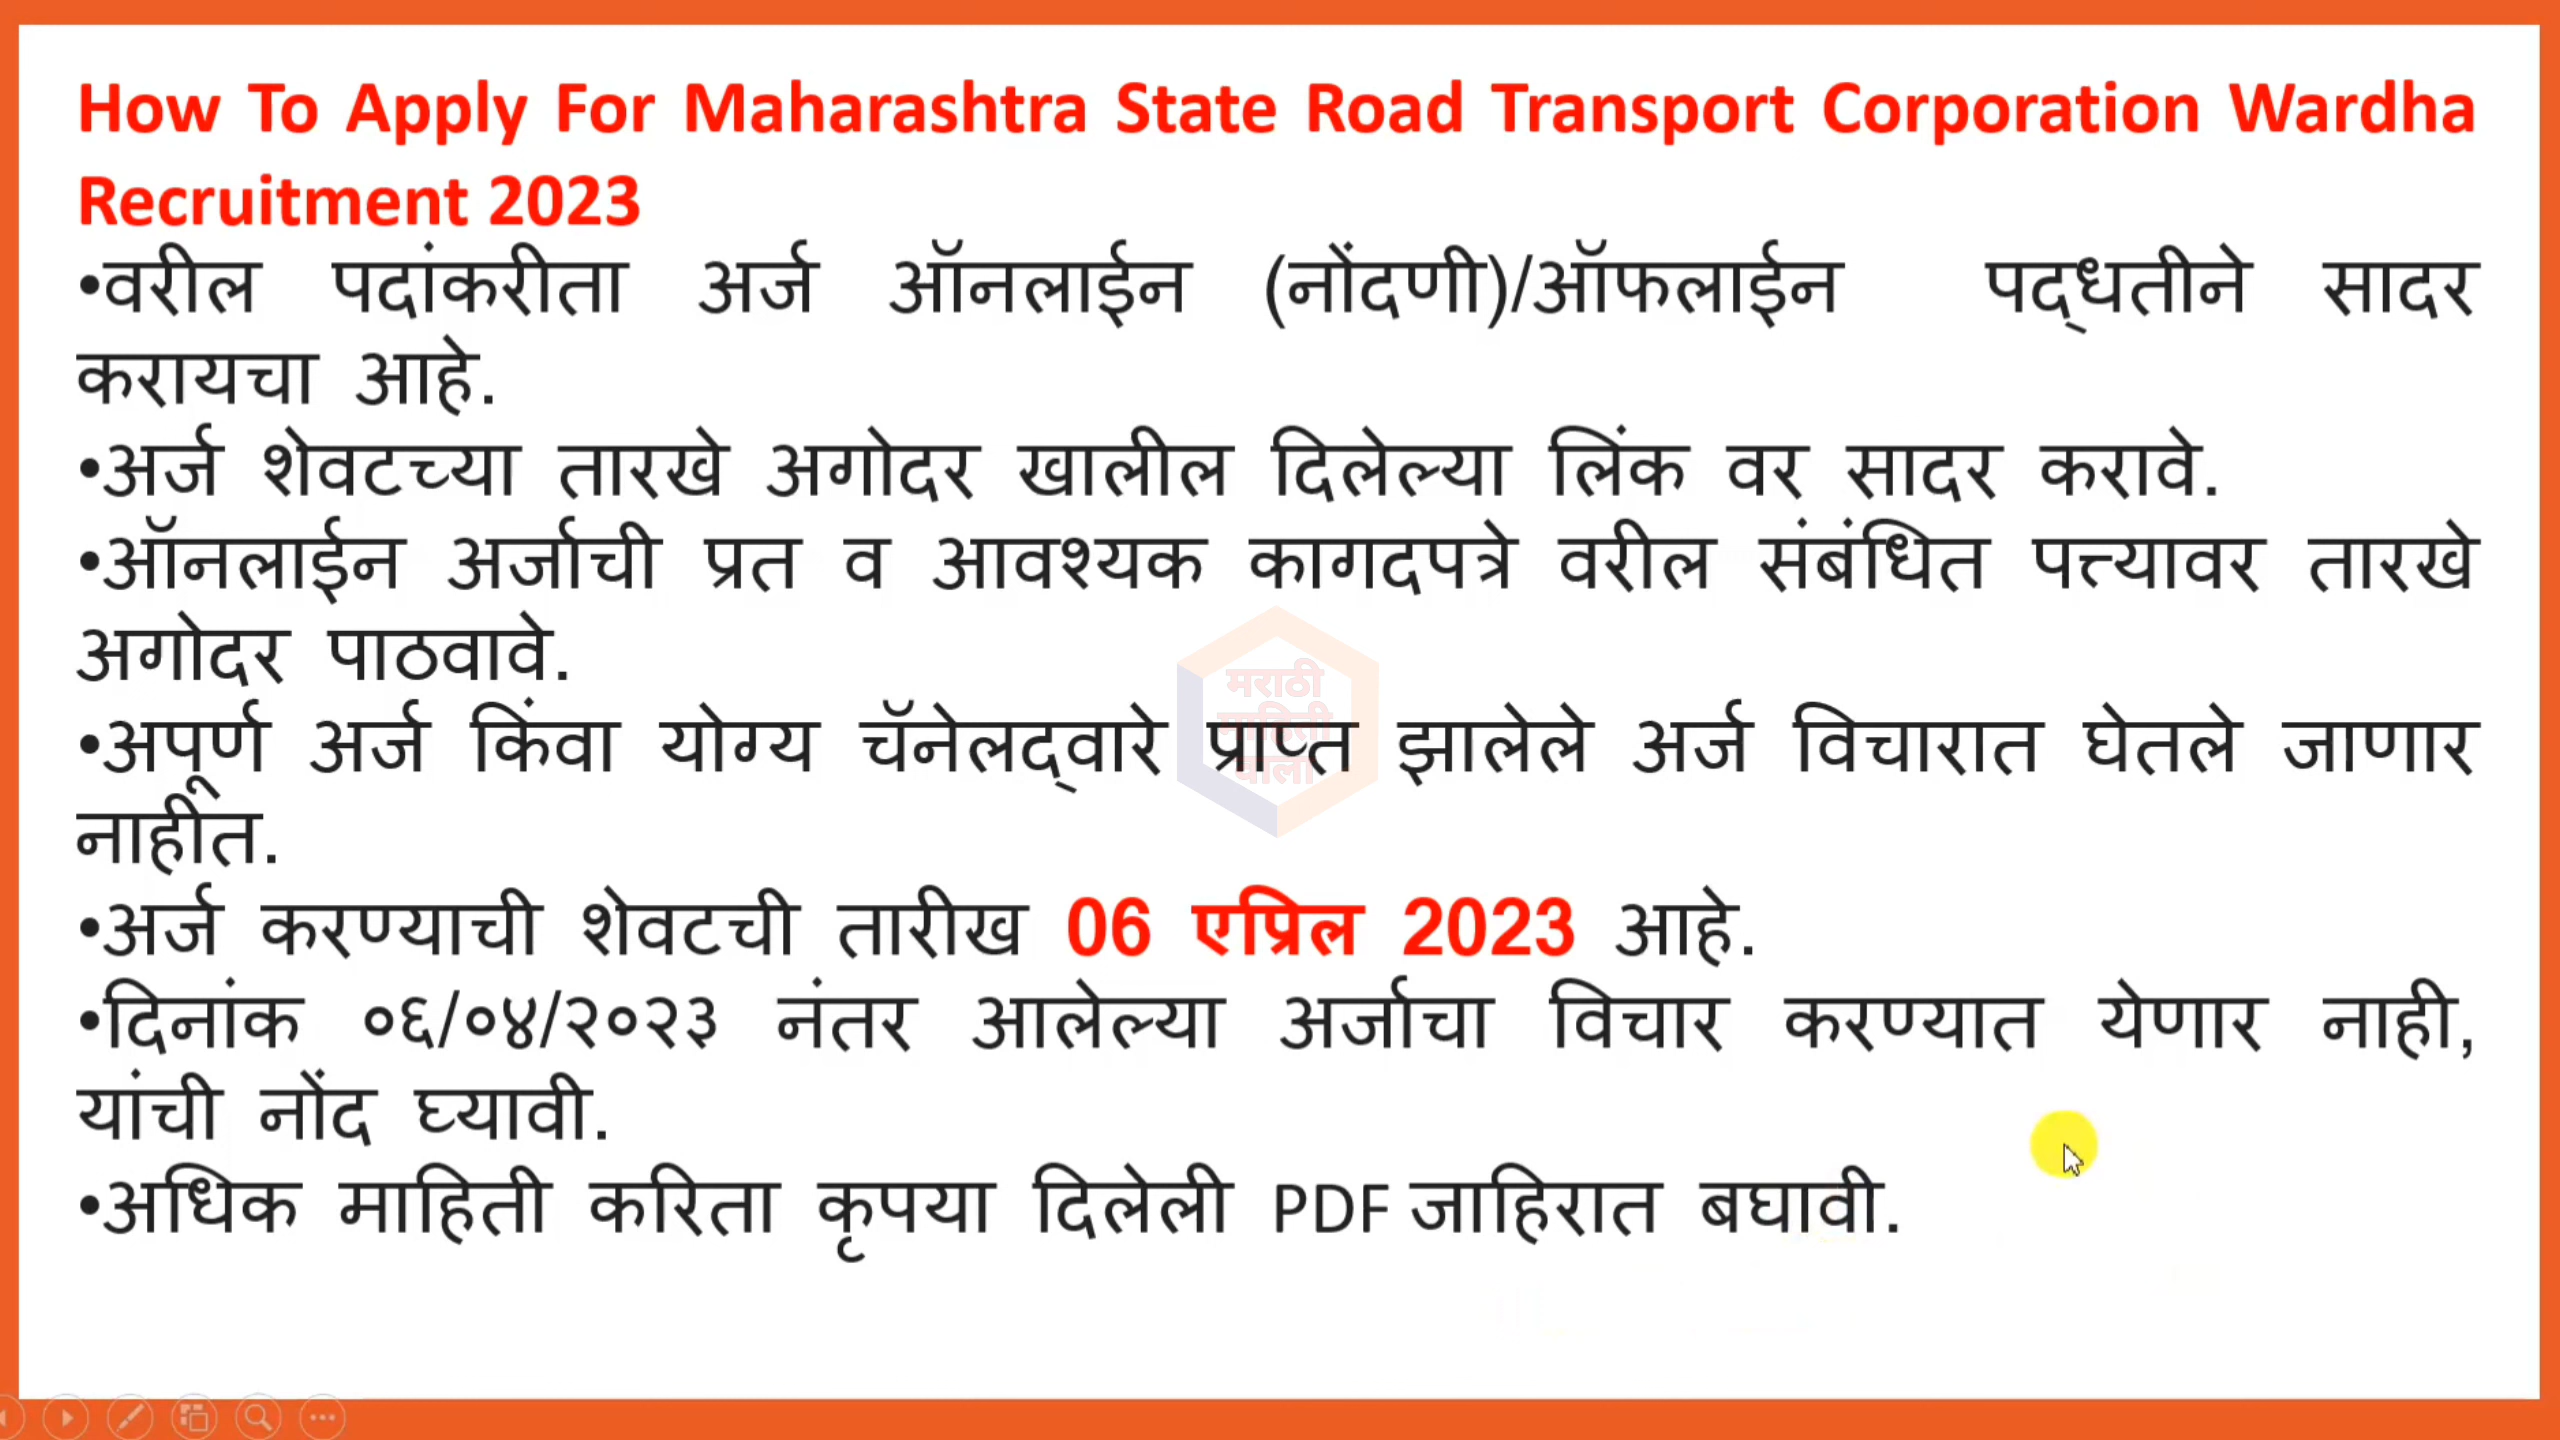 How To Apply For Maharashtra State Road Transport Corporation Wardha
Recruitment 2023
•वरील पदांकरीता अर्ज ऑनलाईन (नोंदणी)/ऑफलाईन पद्धतीने सादर
करायचा आहे.
•अर्ज शेवटच्या तारखे अगोदर खालील दिलेल्या लिंक वर सादर करावे.
•ऑनलाईन अर्जाची प्रत व आवश्यक कागदपत्रे वरील संबंधित पत्त्यावर तारखे
अगोदर पाठवावे.
मराठी
माहिती
वाला
•अपूर्ण अर्ज किंवा योग्य चॅनेलद्वारे प्राप्त झालेले अर्ज विचारात घेतले जाणार
नाहीत.
•अर्ज करण्याची शेवटची तारीख 06 एप्रिल 2023 आहे.
•दिनांक ०६/०४/२०२३ नंतर आलेल्या अर्जाचा विचार करण्यात येणार नाही,
यांची नोंद घ्यावी.
•अधिक माहिती करिता कृपया दिलेली PDF जाहिरात बघावी.